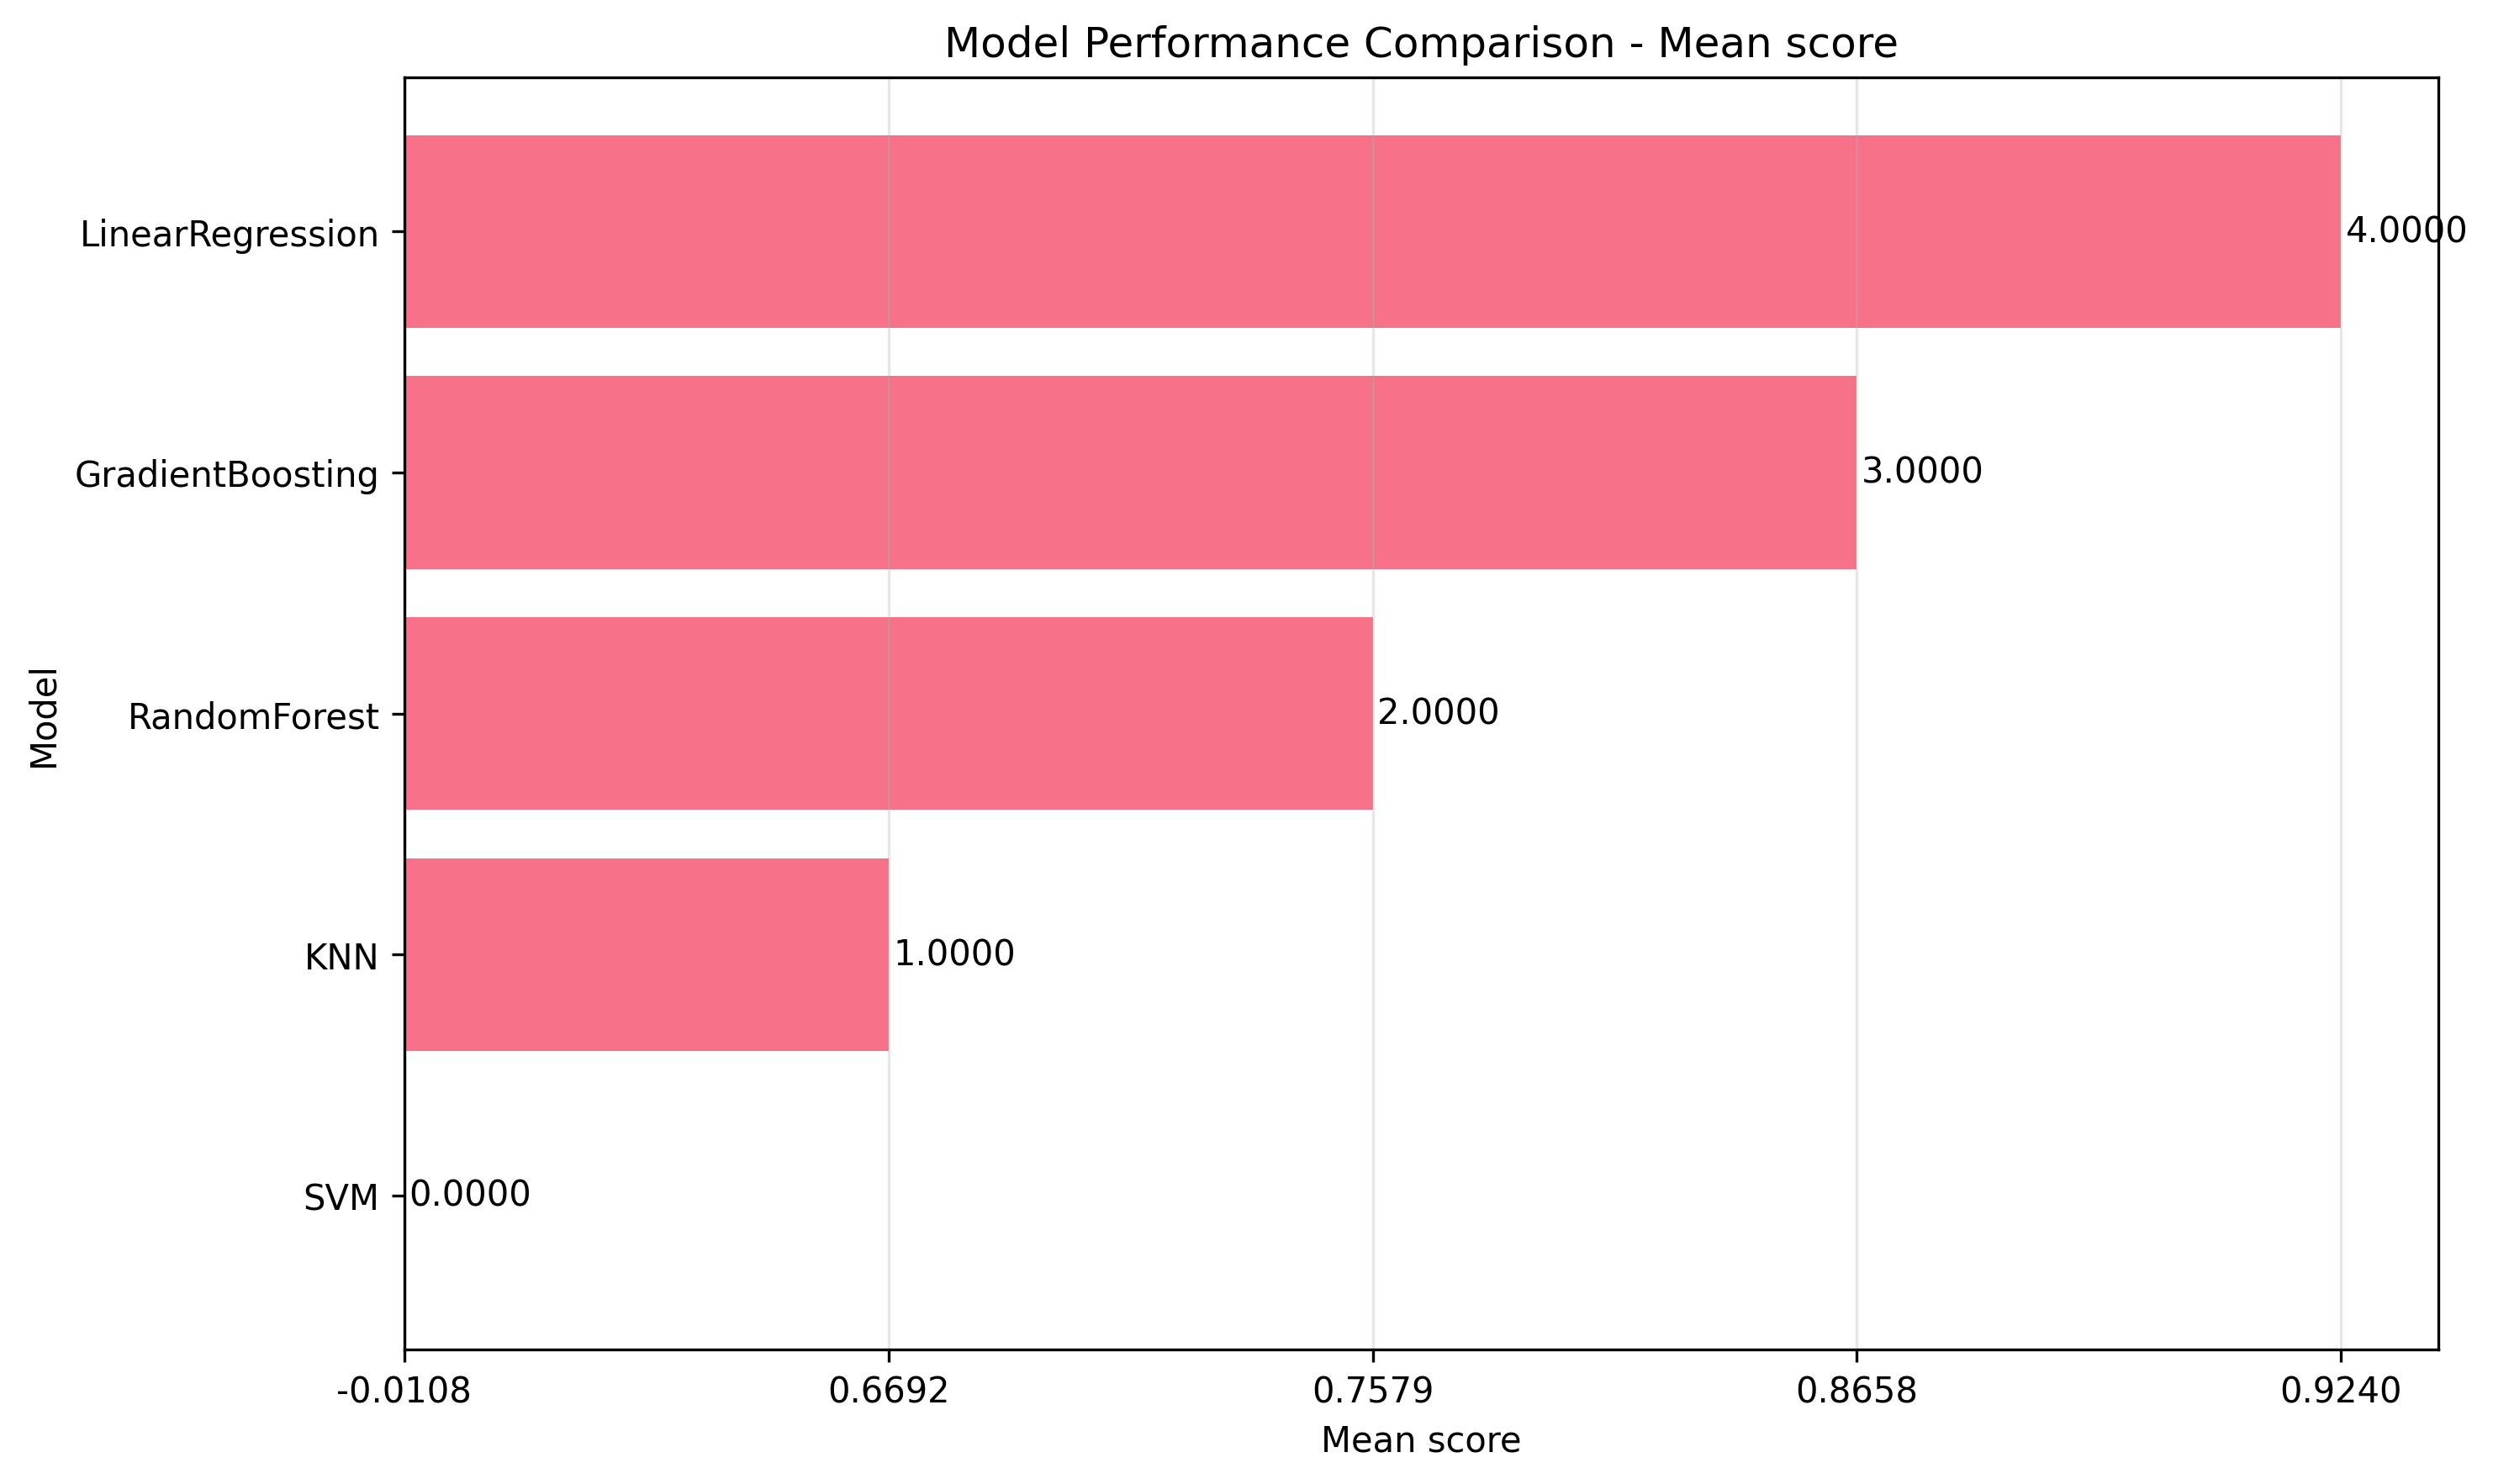 Model Performance Comparison - Mean score
LinearRegression
4.0000
GradientBoosting
3.0000
RandomForest
2.0000
Model
KNN
1.0000
SVM
0.0000
-0.0108 0.6692 0.7579 0.8658 0.9240
Mean score